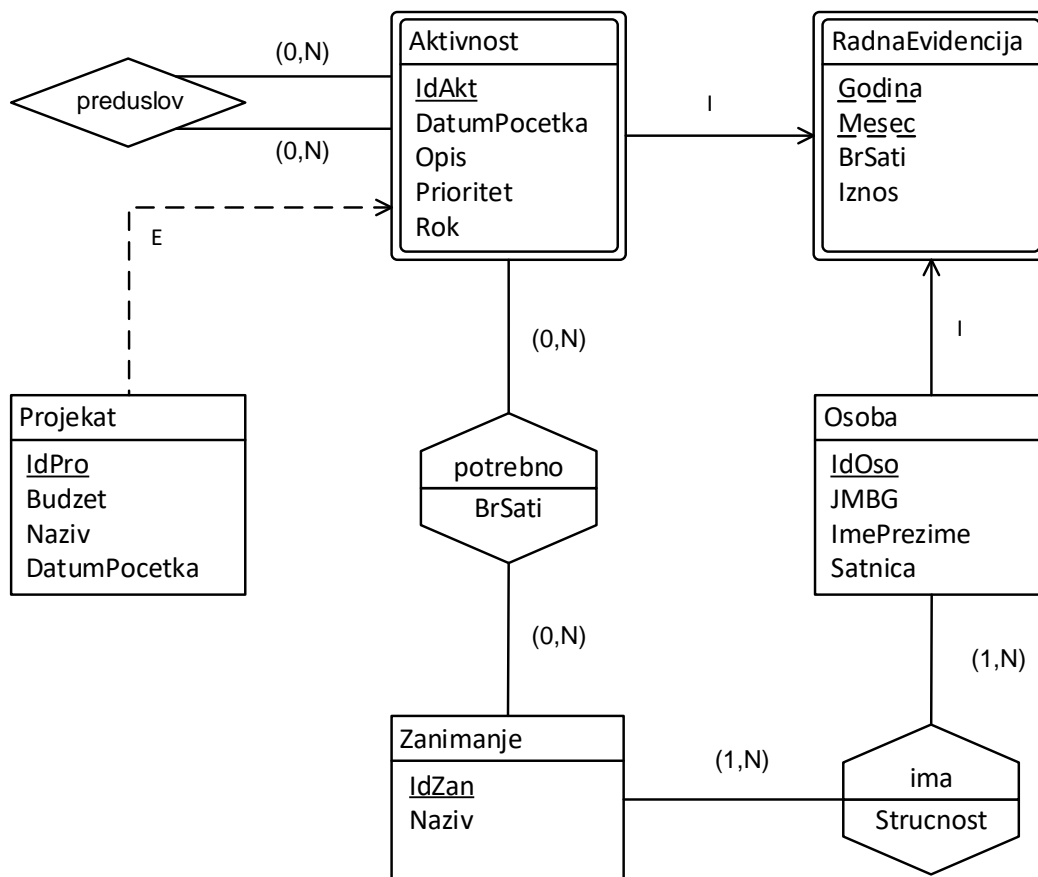 (0,N)
preduslov
(0,N)
Aktivnost
IdAkt
DatumPocetka
Opis
Prioritet
Rok
I
RadnaEvidencija
Godina
Mesec
BrSati
Iznos
E
(0,N)
I
Projekat
IdPro
Budzet
Naziv
DatumPocetka
potrebno
BrSati
Osoba
IdOso
JMBG
ImePrezime
Satnica
(0,N)
(1,N)
Zanimanje
IdZan
Naziv
(1,N)
ima
Strucnost